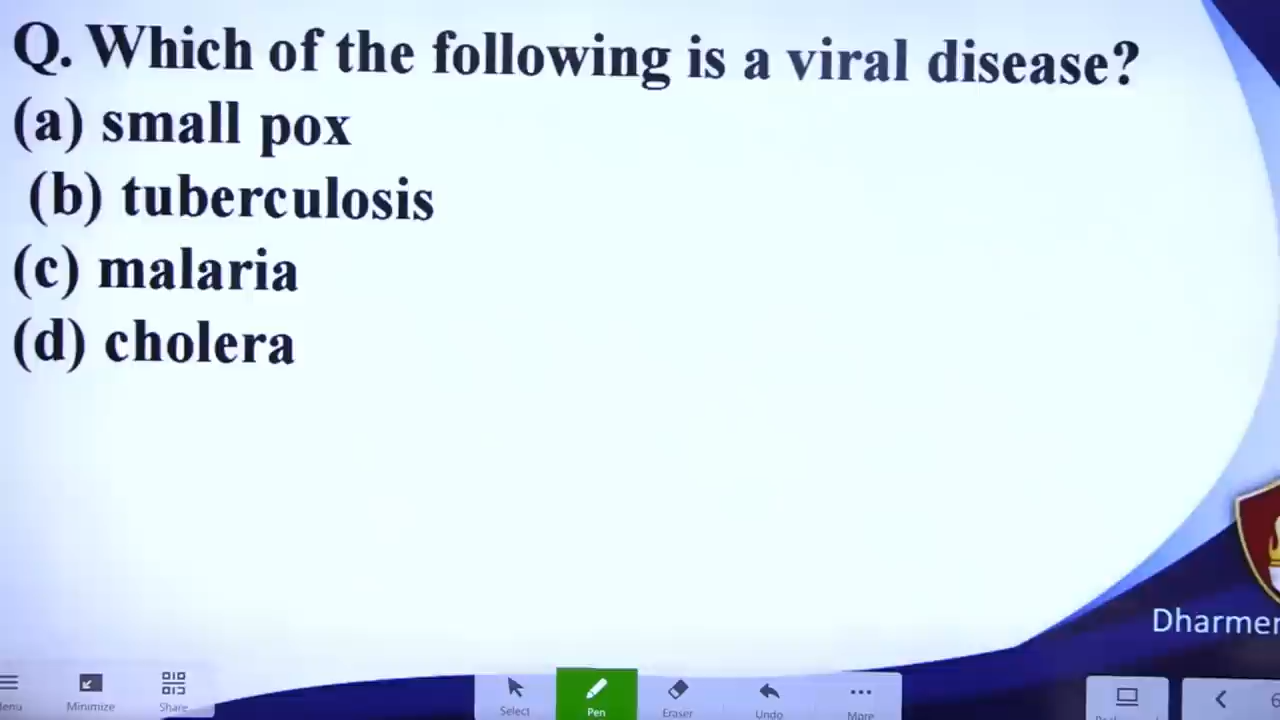 Q. Which of the following is a viral disease?
(a) small pox
(b) tuberculosis
(c) malaria
(d) cholera
Minimize
Share
Select
Pen
Eraser
Undo
More